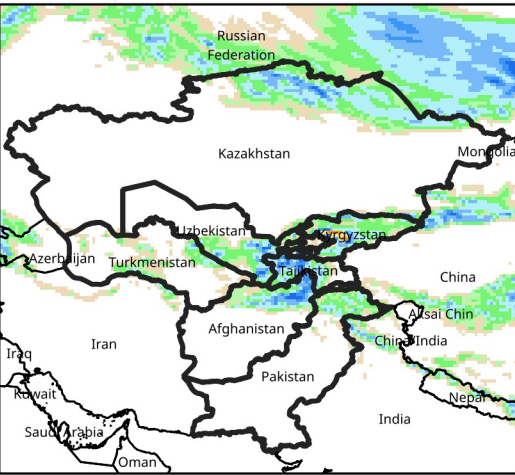 Russian
Federation
Kazakhstan
Mongolia
Uzbekistan
Kyrgyzstan
Azerbaijan
Turkmenistan
Tajikistan
China
Aksai Chin
Afghanistan
Iran
China/India
Iraq
Pakistan
Kuwait
Nepal
India
Saudi Arabia
Oman